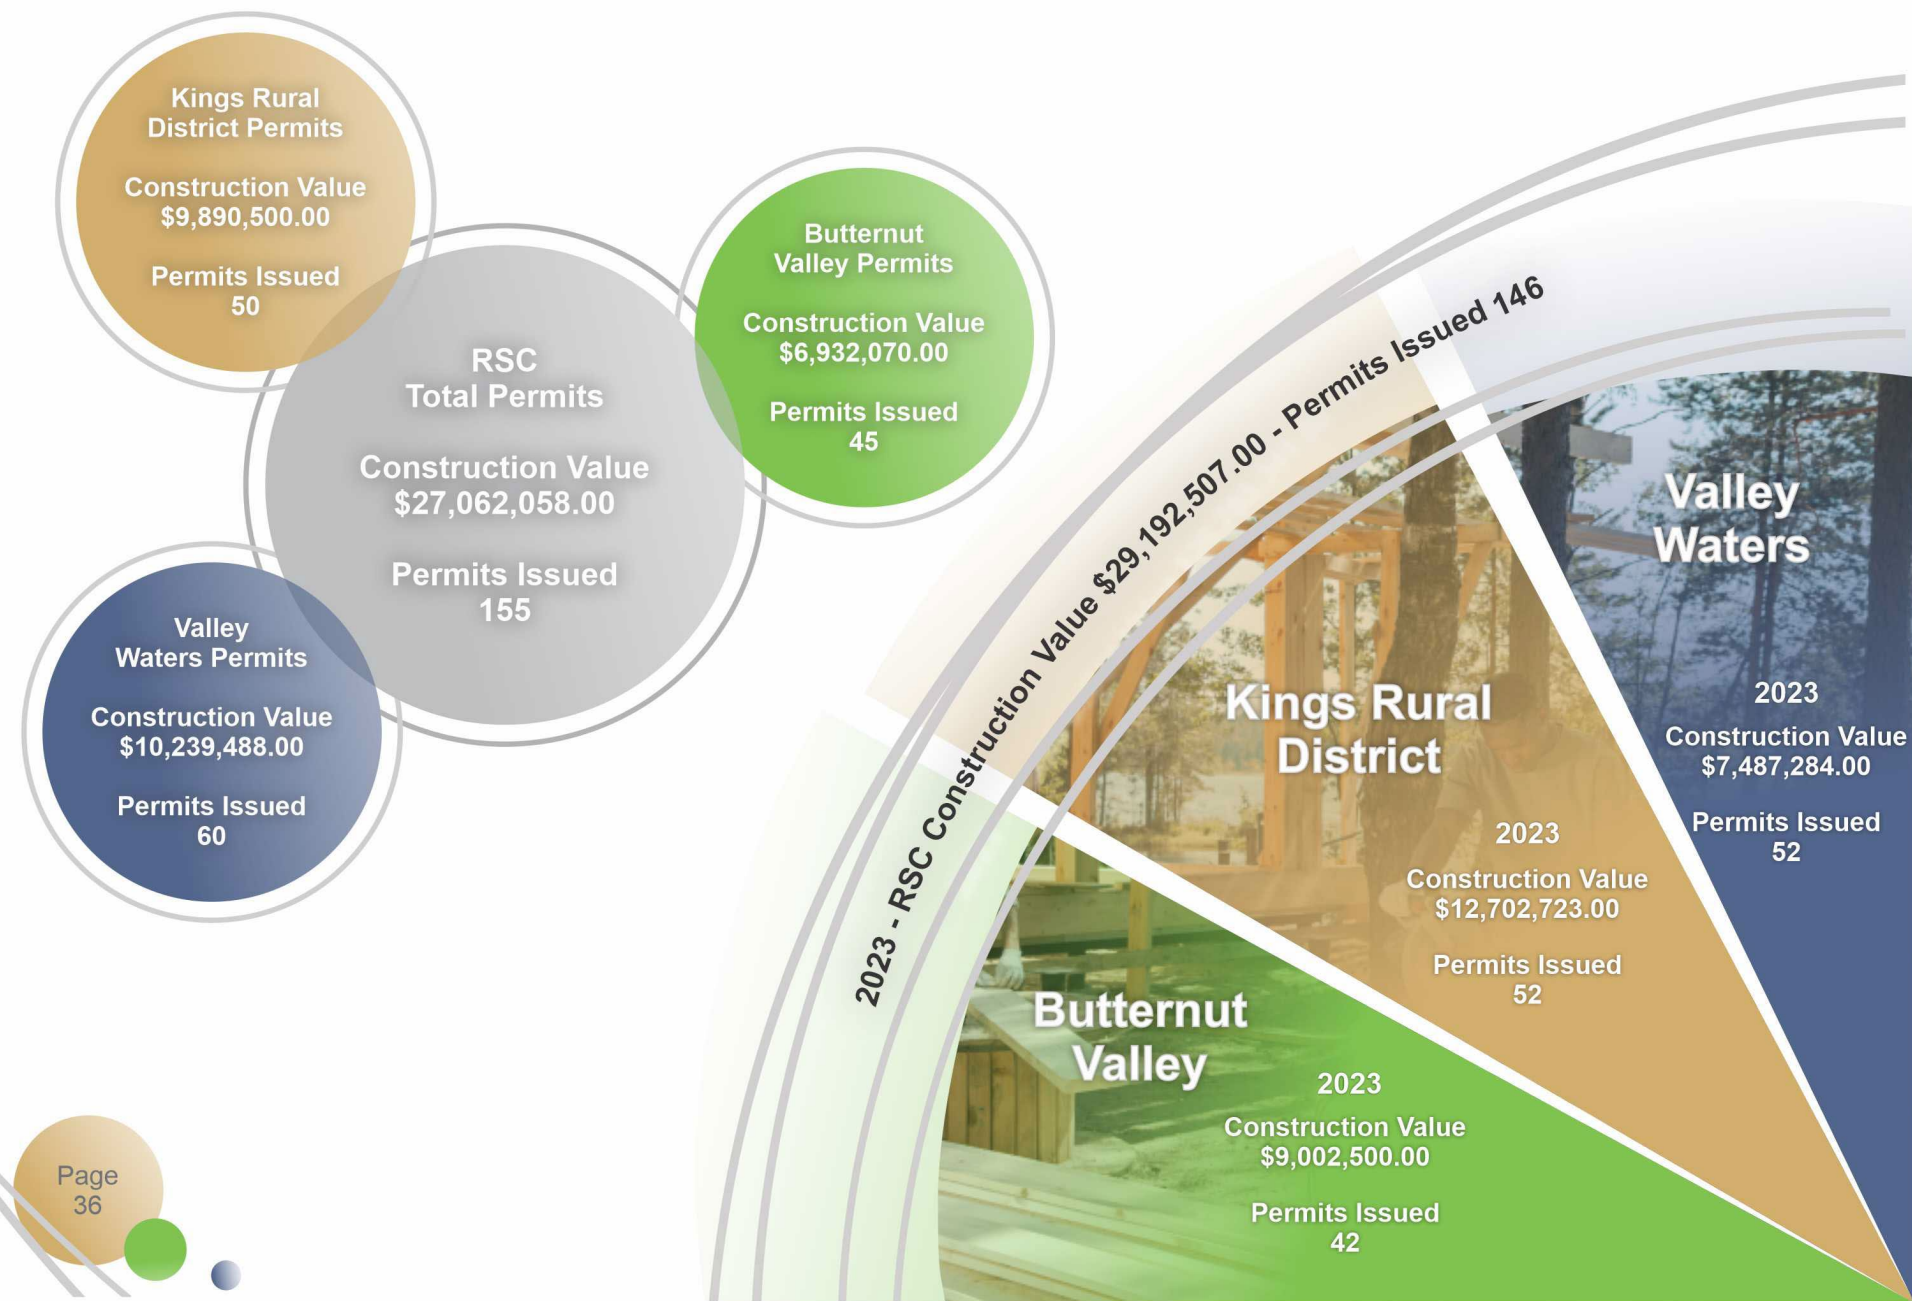 Kings Rural
District Permits
Construction Value
$9,890,500.00
Permits Issued
50
RSC
Total Permits
Construction Value
$27,062,058.00
Permits Issued
155
Butternut
Valley Permits
Construction Value
$6,932,070.00
Permits Issued
45
Valley
Waters Permits
Construction Value
$10,239,488.00
Permits Issued
60
2023 - RSC Construction Value $29,192,507.00 - Permits Issued 146
Valley
Waters
2023
Construction Value
$7,487,284.00
Permits Issued
52
Kings Rural
District
2023
Construction Value
$12,702,723.00
Permits Issued
52
Butternut
Valley
2023
Construction Value
$9,002,500.00
Permits Issued
42
Page
36